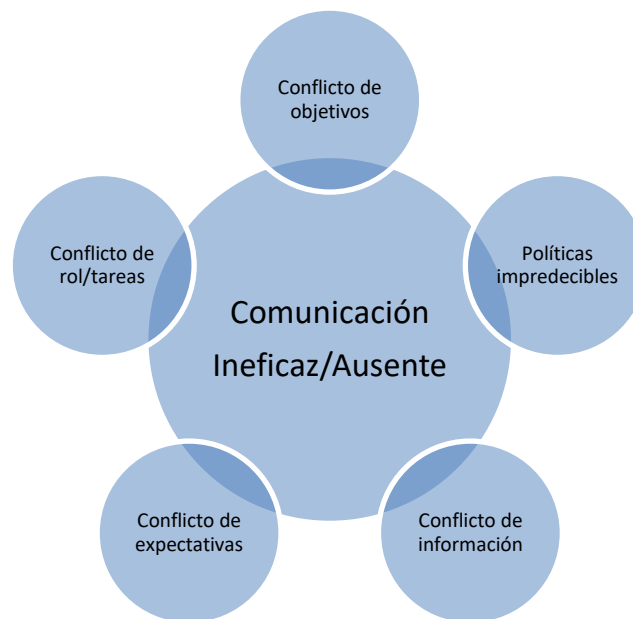 Conflicto de
objetivos
Conflicto de
rol/tareas
Políticas
impredecibles
Comunicación
Ineficaz/Ausente
Conflicto de
expectativas
Conflicto de
información